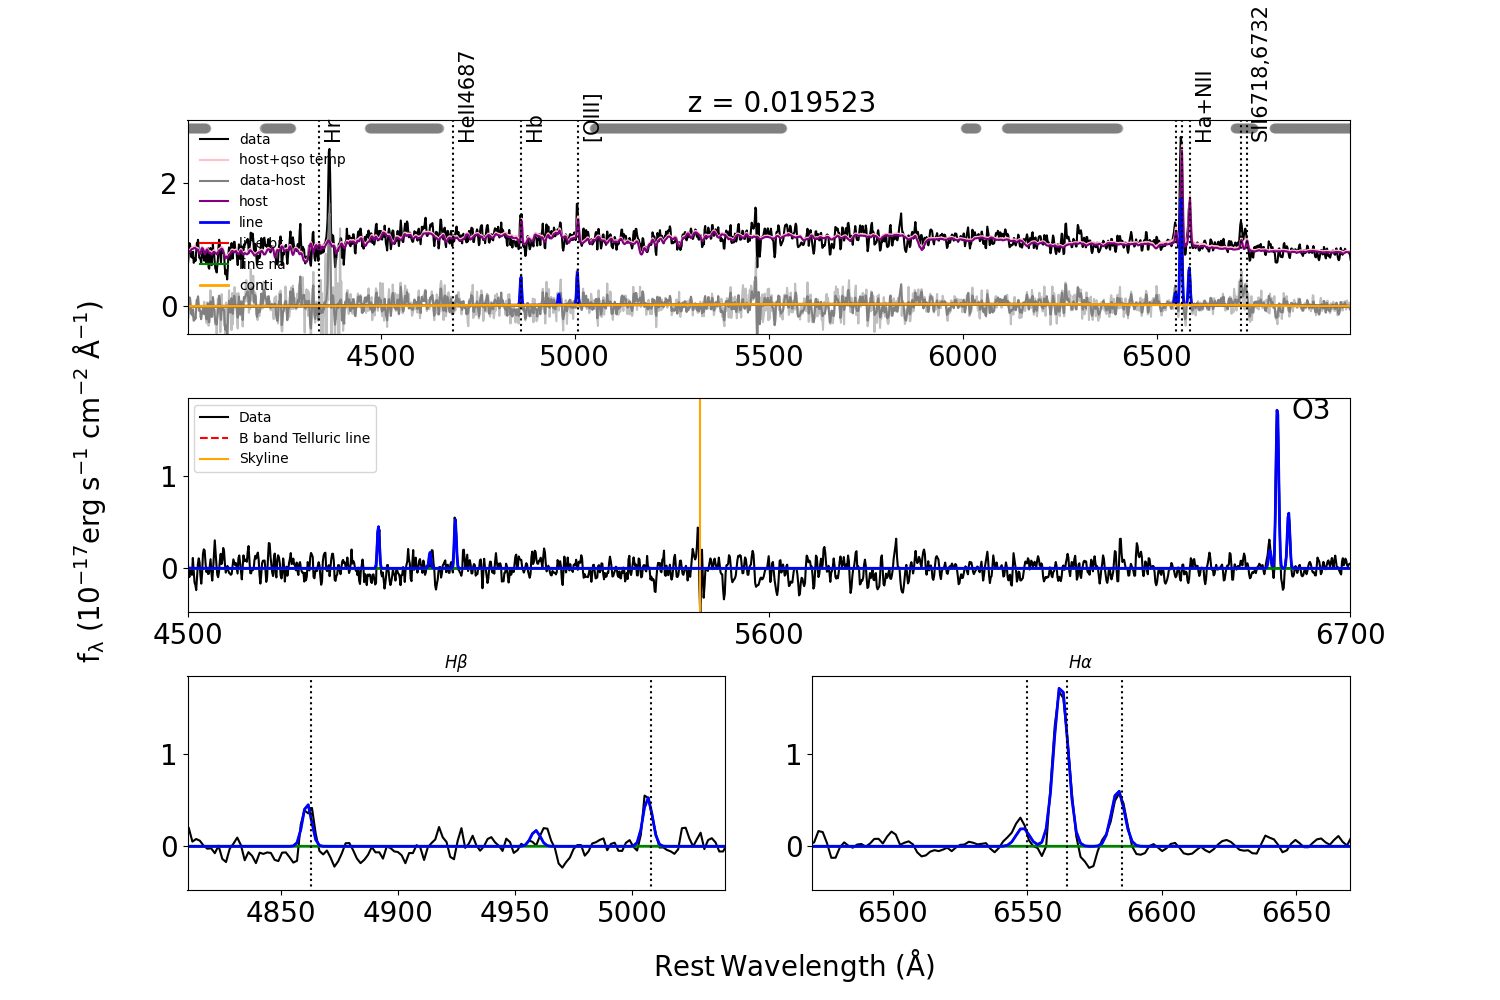 z = 0.019523
Hr
HeII4687
Hb
[OIII]
Ha+NII
SII6718,6732
data
host+qso temp
data-host
host
line
line br
line na
conti
2
0
4500
5000
5500
6000
6500
Data
B band Telluric line
Skyline
O3
1
0
4500
5600
6700
fλ (10⁻¹⁷erg s⁻¹ cm⁻² Å⁻¹)
Hβ
1
0
4850
4900
4950
5000
Hα
1
0
6500
6550
6600
6650
Rest Wavelength (Å)